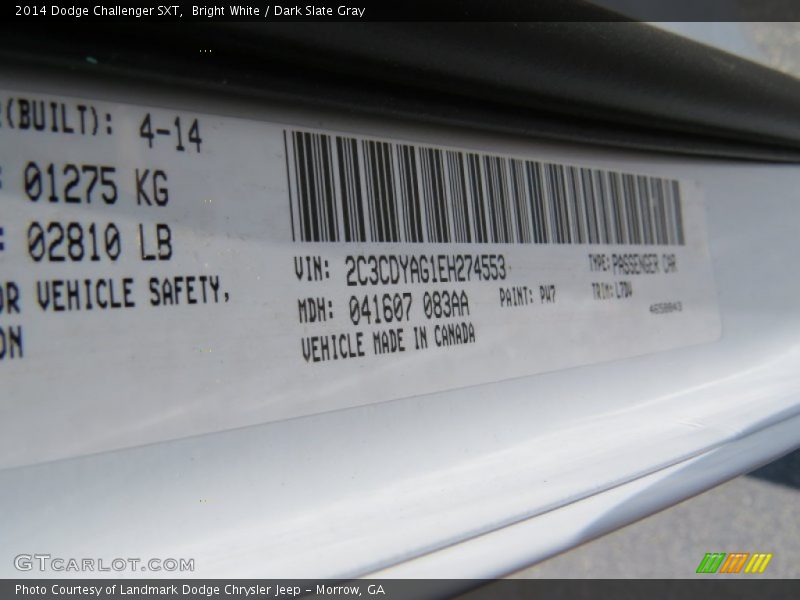 2014 Dodge Challenger SXT,  Bright White / Dark Slate Gray
(BUILT): 4-14
: 01275 KG
: 02810 LB
OR VEHICLE SAFETY,
ON
VIN: 2C3CDYAG1EH274553
TYPE: PASSENGER CAR
MDH: 041607 083AA
PAINT: PW7
TRIM: L7DV
VEHICLE MADE IN CANADA
GTCARLOT.COM
Photo Courtesy of Landmark Dodge Chrysler Jeep - Morrow, GA